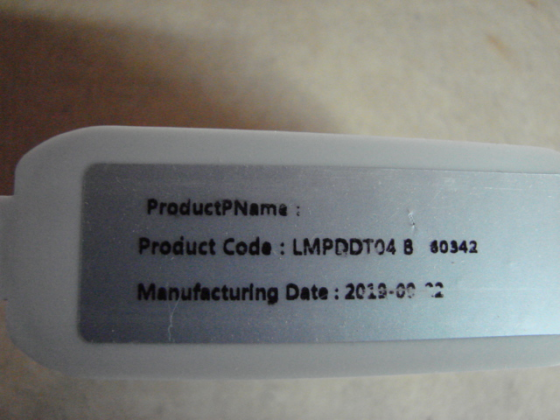 ProductPName :
Product Code : LMPDDT04 B 60342
Manufacturing Date :